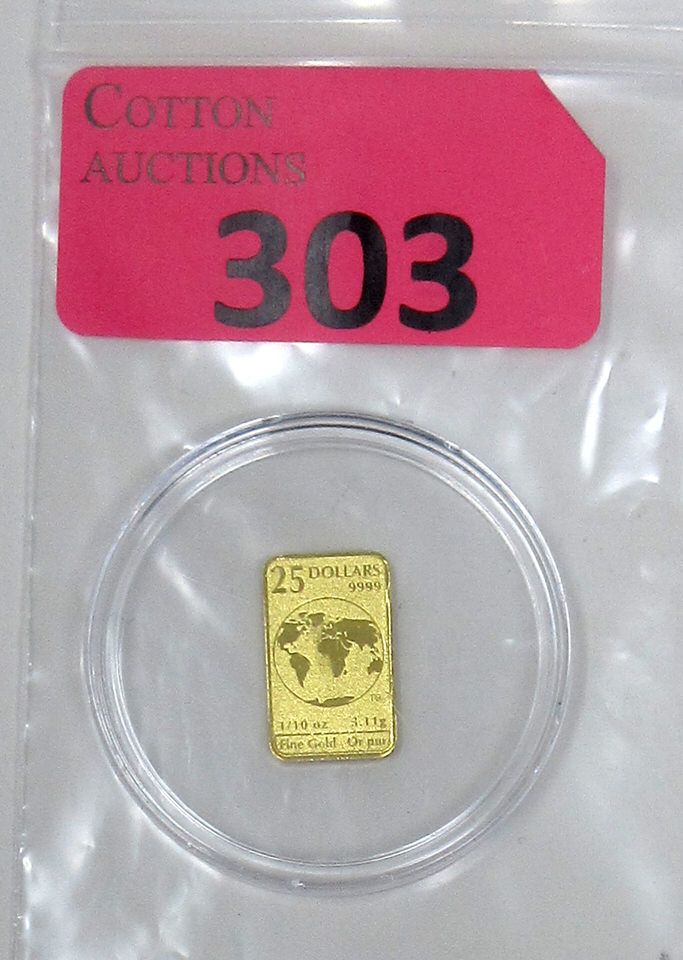 COTTON
AUCTIONS
303
25 DOLLARS
9999
1/10 oz 3.11g
Fine Gold Or pur